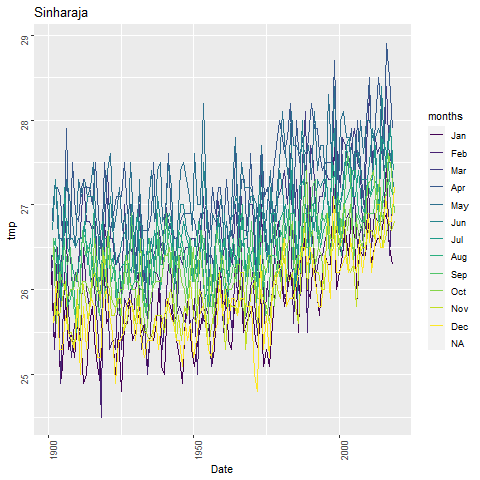 Sinharaja
tmp
29
28
27
26
25
1900
1950
2000
Date
months
Jan
Feb
Mar
Apr
May
Jun
Jul
Aug
Sep
Oct
Nov
Dec
NA